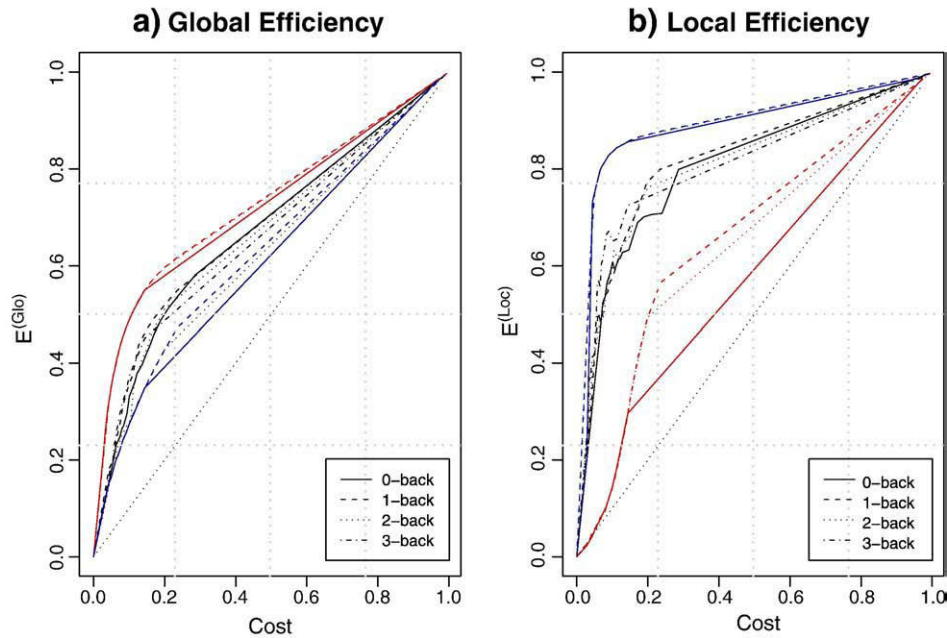 a) Global Efficiency
E(Glo)
1.0
0.8
0.6
0.4
0.2
0.0
0-back
1-back
2-back
3-back
0.0 0.2 0.4 0.6 0.8 1.0
Cost
b) Local Efficiency
E(Loc)
1.0
0.8
0.6
0.4
0.2
0.0
0-back
1-back
2-back
3-back
0.0 0.2 0.4 0.6 0.8 1.0
Cost